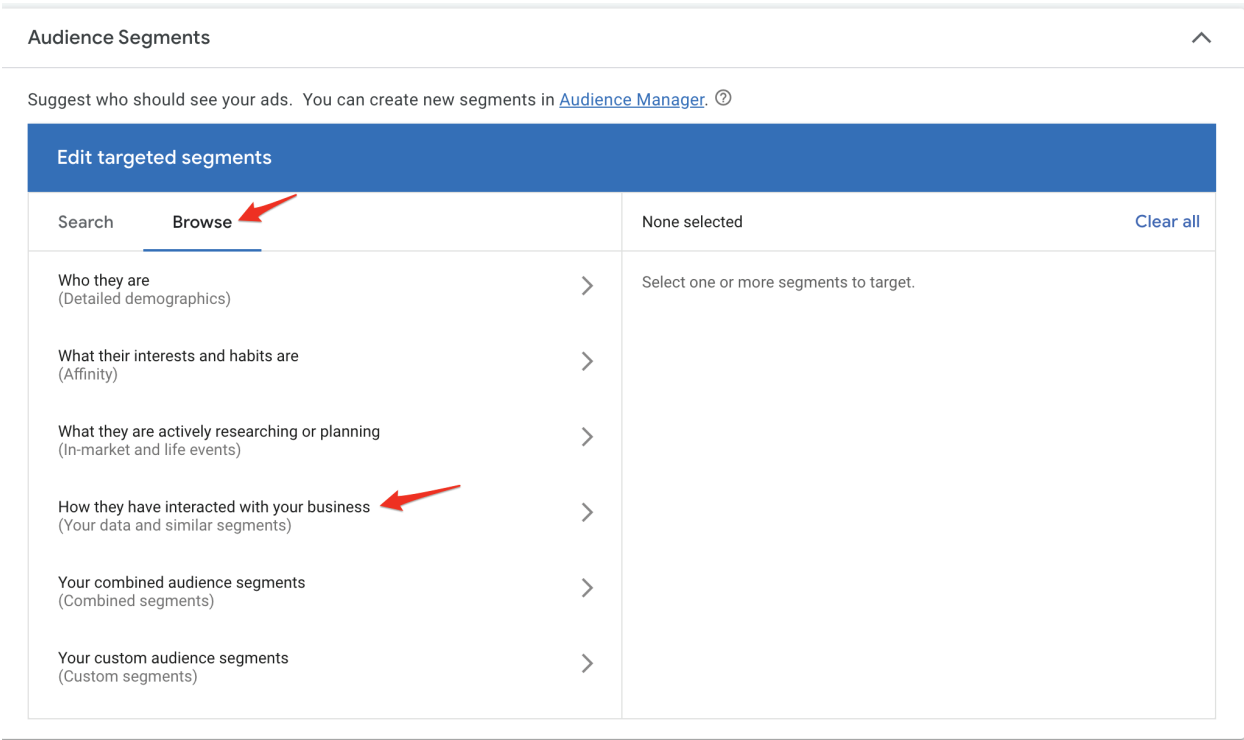 Audience Segments
Suggest who should see your ads. You can create new segments in Audience Manager. ?
Edit targeted segments
Search Browse
None selected Clear all
Who they are
(Detailed demographics)
What their interests and habits are
(Affinity)
What they are actively researching or planning
(In-market and life events)
How they have interacted with your business
(Your data and similar segments)
Your combined audience segments
(Combined segments)
Your custom audience segments
(Custom segments)
Select one or more segments to target.